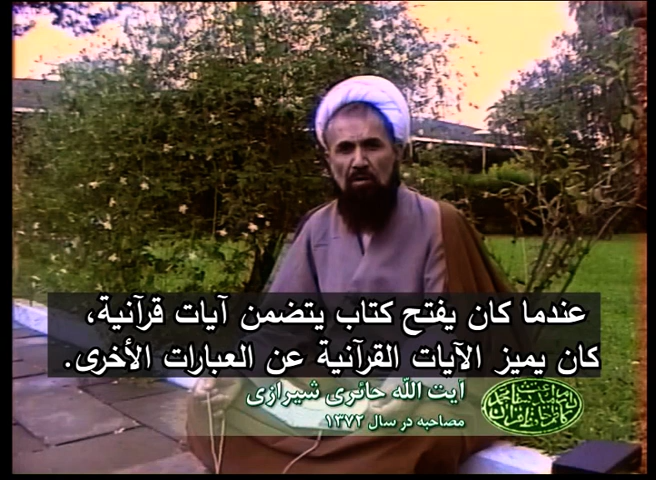 عندما كان يفتح كتاب يتضمن آيات قرآنية،
كان يميز الآيات القرآنية عن العبارات الأخرى.
آیت الله حائری شیرازی
مصاحبه در سال ۱۳۷۲